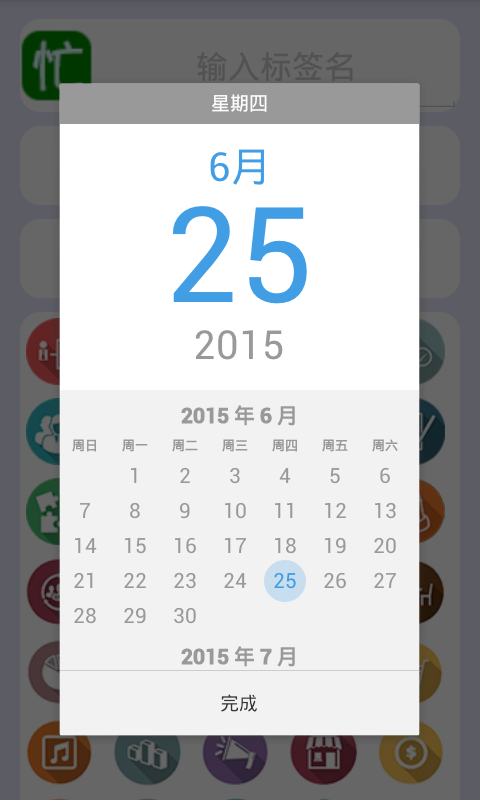 忙
输入标签名
星期四
6月
25
2015
2015 年 6 月
周日 周一 周二 周三 周四 周五 周六
1 2 3 4 5 6
7 8 9 10 11 12 13
14 15 16 17 18 19 20
21 22 23 24 25 26 27
28 29 30
2015 年 7 月
完成